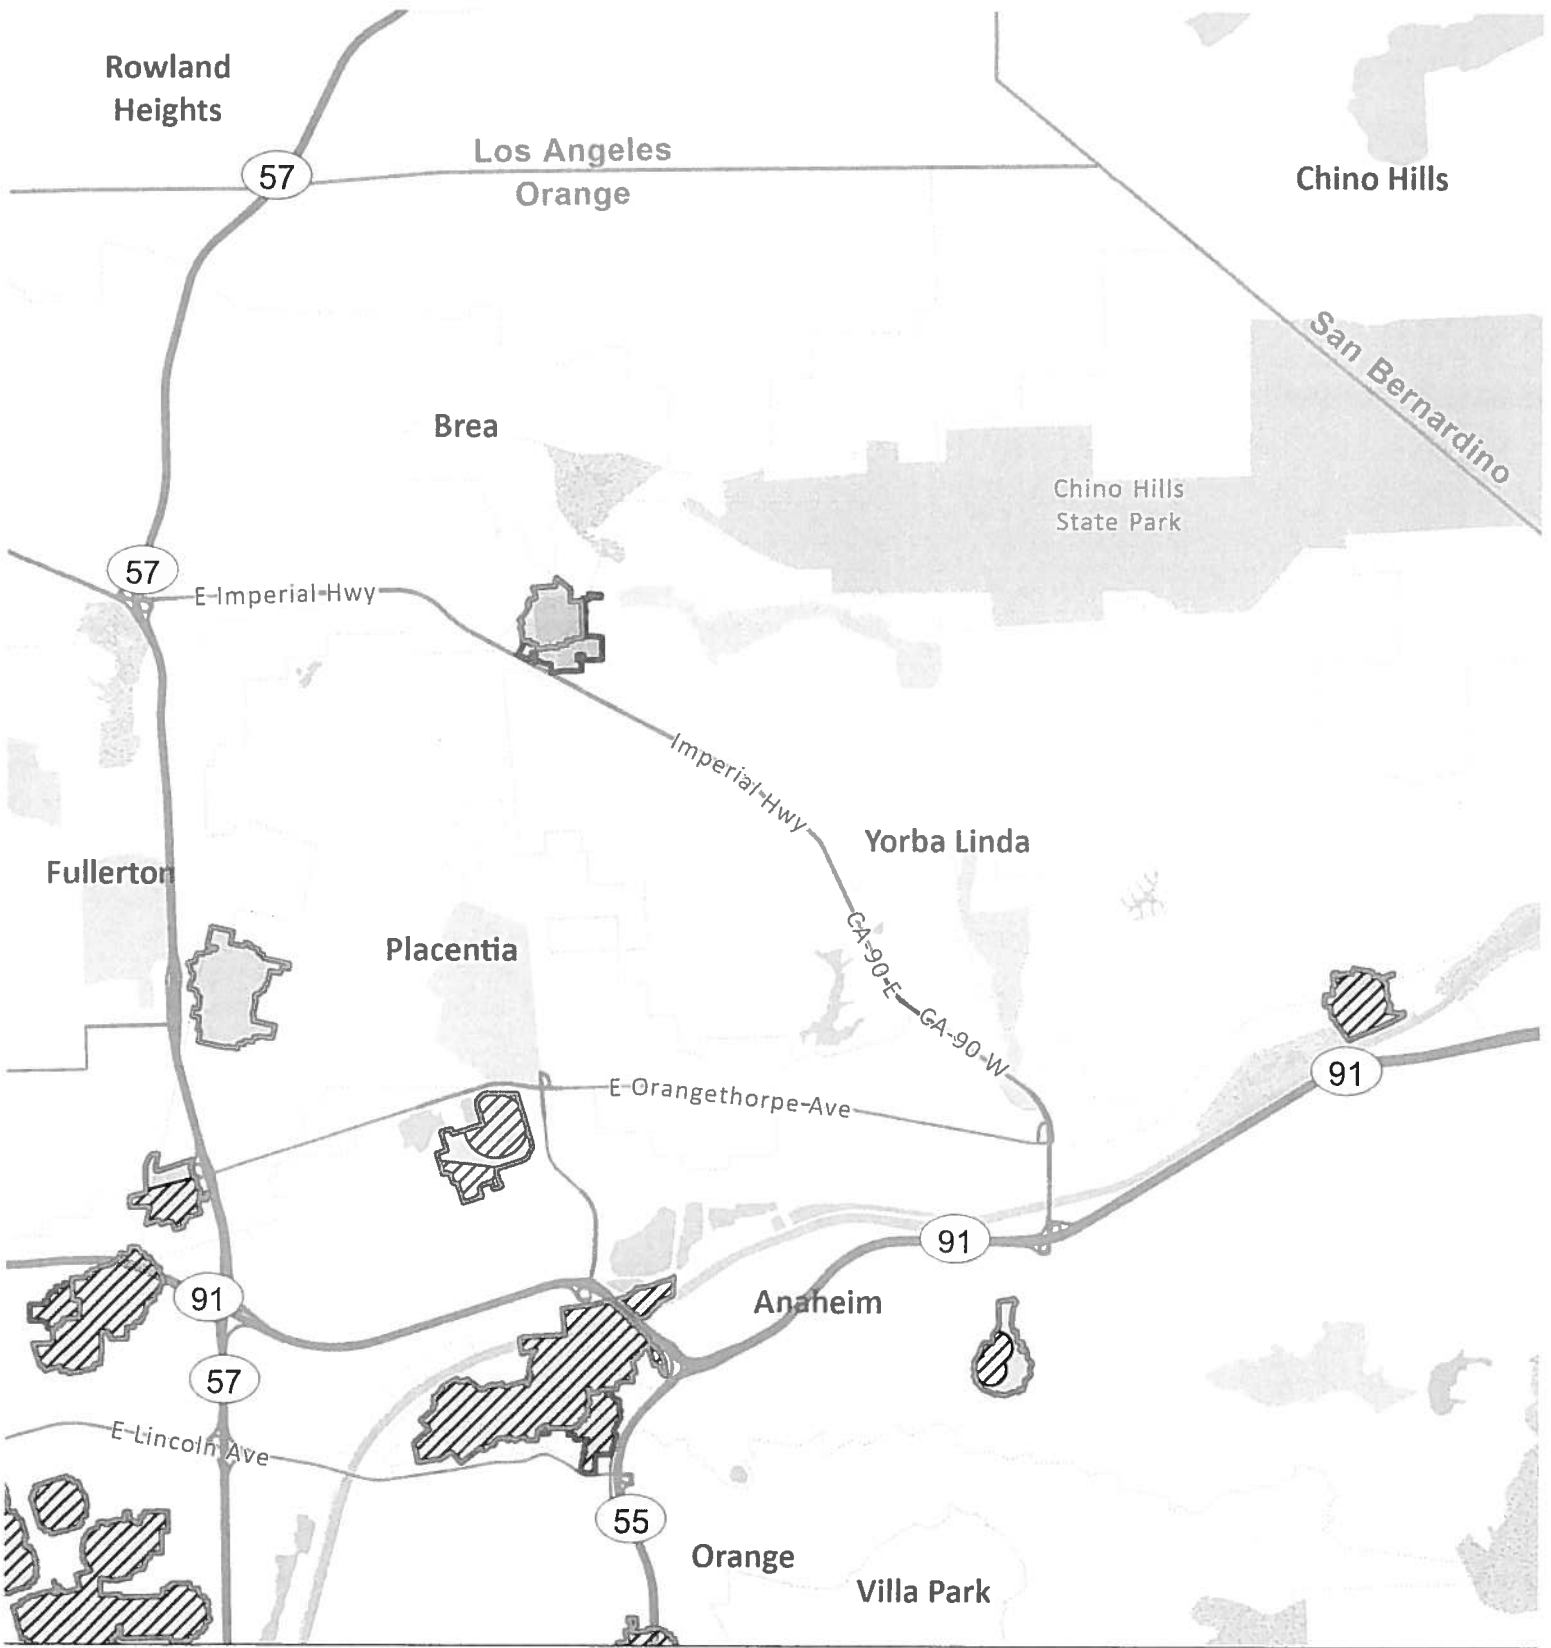 Rowland
Heights
57
Los Angeles
Orange
Chino Hills
San Bernardino
Brea
Chino Hills
State Park
57
E Imperial Hwy
Imperial Hwy
Yorba Linda
Fullerton
Placentia
CA-90 E
CA-90 W
91
E Orangethorpe Ave
91
91
Anaheim
57
E Lincoln Ave
55
Orange
Villa Park